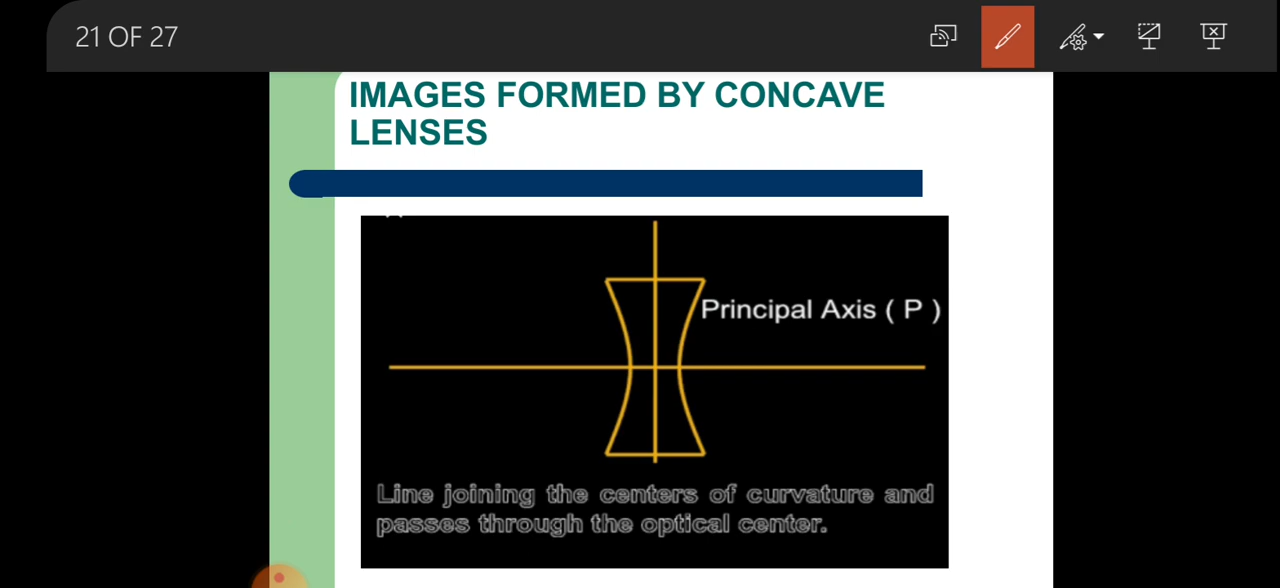 21 OF 27
IMAGES FORMED BY CONCAVE
LENSES
Principal Axis ( P )
Line joining the centers of curvature and
passes through the optical center.